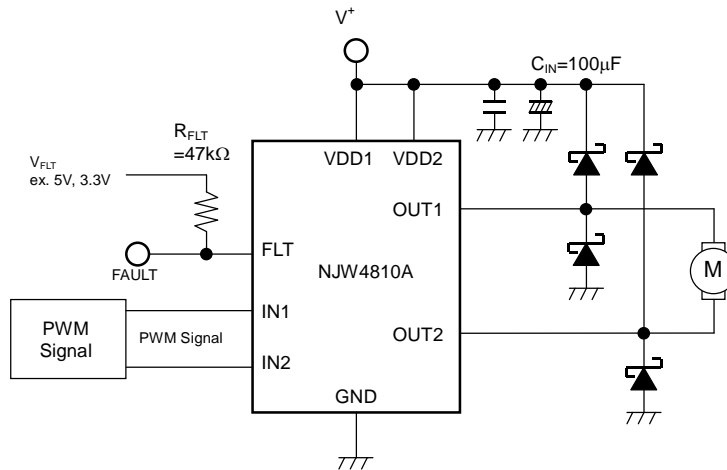 V+
CIN=100μF
RFLT
=47kΩ
VDD1 VDD2
VFLT
ex. 5V, 3.3V
OUT1
FLT
NJW4810A
FAULT
M
PWM
Signal
PWM Signal
IN1
OUT2
IN2
GND